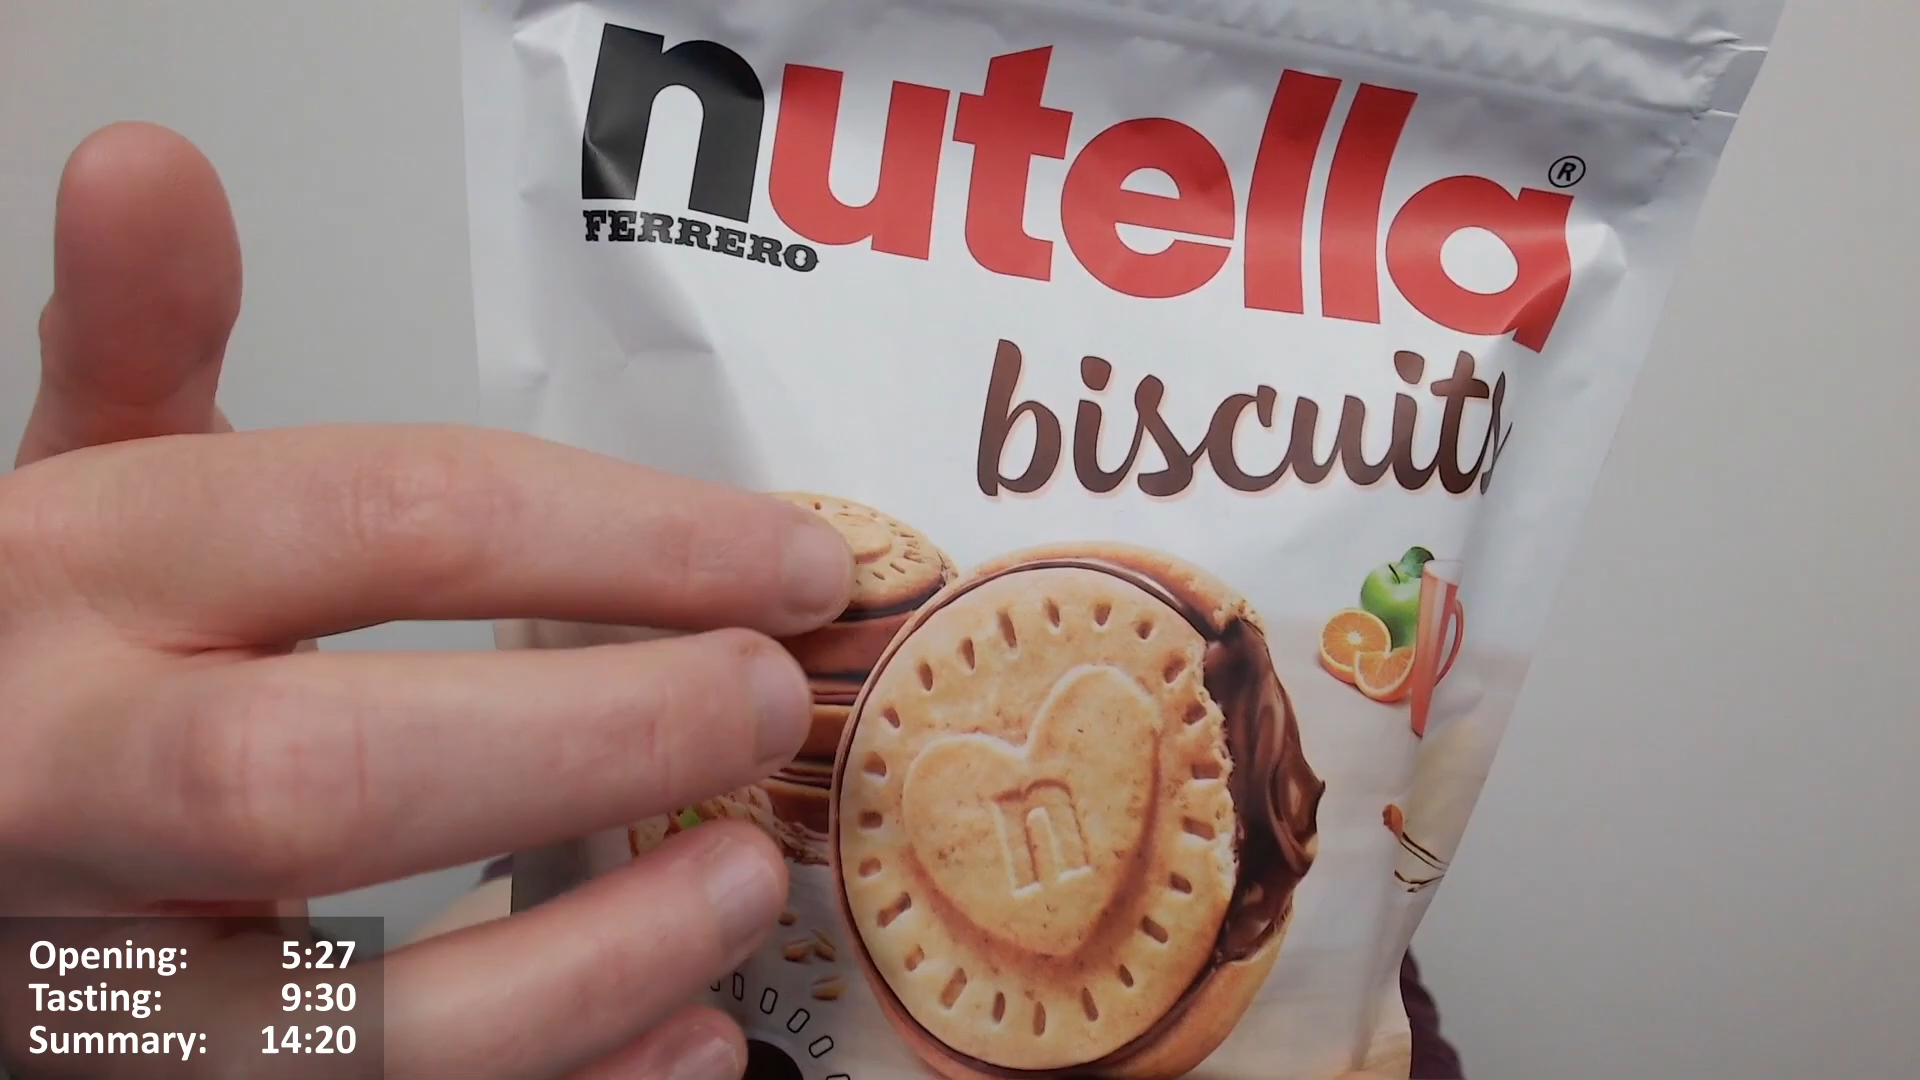 nutella®
FERRERO
biscuits
n
Opening: 5:27
Tasting: 9:30
Summary: 14:20